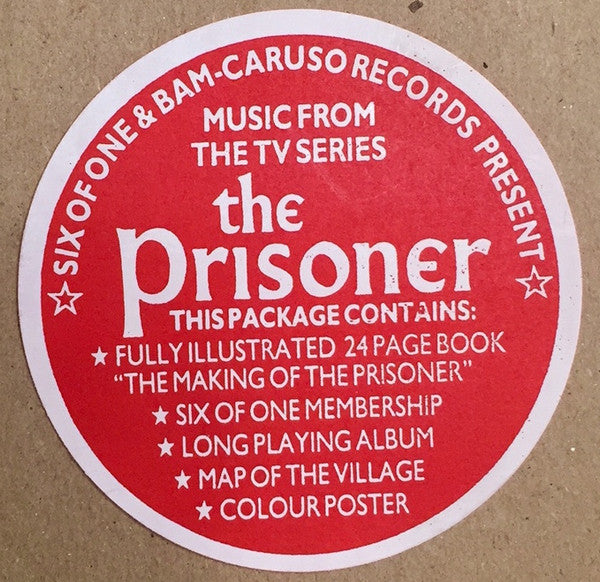 SIX OF ONE & BAM-CARUSO RECORDS PRESENT
MUSIC FROM
THE TV SERIES
the
prisoner
THIS PACKAGE CONTAINS:
★ FULLY ILLUSTRATED 24 PAGE BOOK
"THE MAKING OF THE PRISONER"
★ SIX OF ONE MEMBERSHIP
★ LONG PLAYING ALBUM
★ MAP OF THE VILLAGE
★ COLOUR POSTER